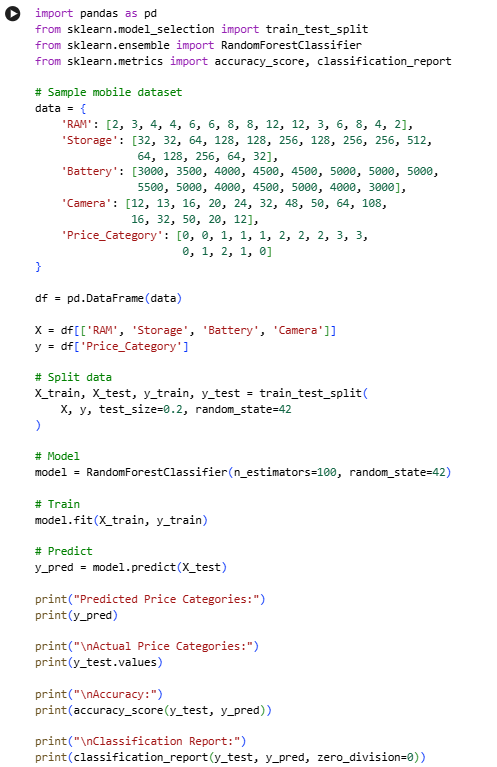 import pandas as pd
from sklearn.model_selection import train_test_split
from sklearn.ensemble import RandomForestClassifier
from sklearn.metrics import accuracy_score, classification_report

# Sample mobile dataset
data = {
    'RAM': [2, 3, 4, 4, 6, 6, 8, 8, 12, 12, 3, 6, 8, 4, 2],
    'Storage': [32, 32, 64, 128, 128, 256, 128, 256, 256, 512,
                64, 128, 256, 64, 32],
    'Battery': [3000, 3500, 4000, 4500, 4500, 5000, 5000, 5000,
                5500, 5000, 4000, 4500, 5000, 4000, 3000],
    'Camera': [12, 13, 16, 20, 24, 32, 48, 50, 64, 108,
               16, 32, 50, 20, 12],
    'Price_Category': [0, 0, 1, 1, 1, 2, 2, 2, 3, 3,
                       0, 1, 2, 1, 0]
}

df = pd.DataFrame(data)

X = df[['RAM', 'Storage', 'Battery', 'Camera']]
y = df['Price_Category']

# Split data
X_train, X_test, y_train, y_test = train_test_split(
    X, y, test_size=0.2, random_state=42
)

# Model
model = RandomForestClassifier(n_estimators=100, random_state=42)

# Train
model.fit(X_train, y_train)

# Predict
y_pred = model.predict(X_test)

print("Predicted Price Categories:")
print(y_pred)

print("\nActual Price Categories:")
print(y_test.values)

print("\nAccuracy:")
print(accuracy_score(y_test, y_pred))

print("\nClassification Report:")
print(classification_report(y_test, y_pred, zero_division=0))